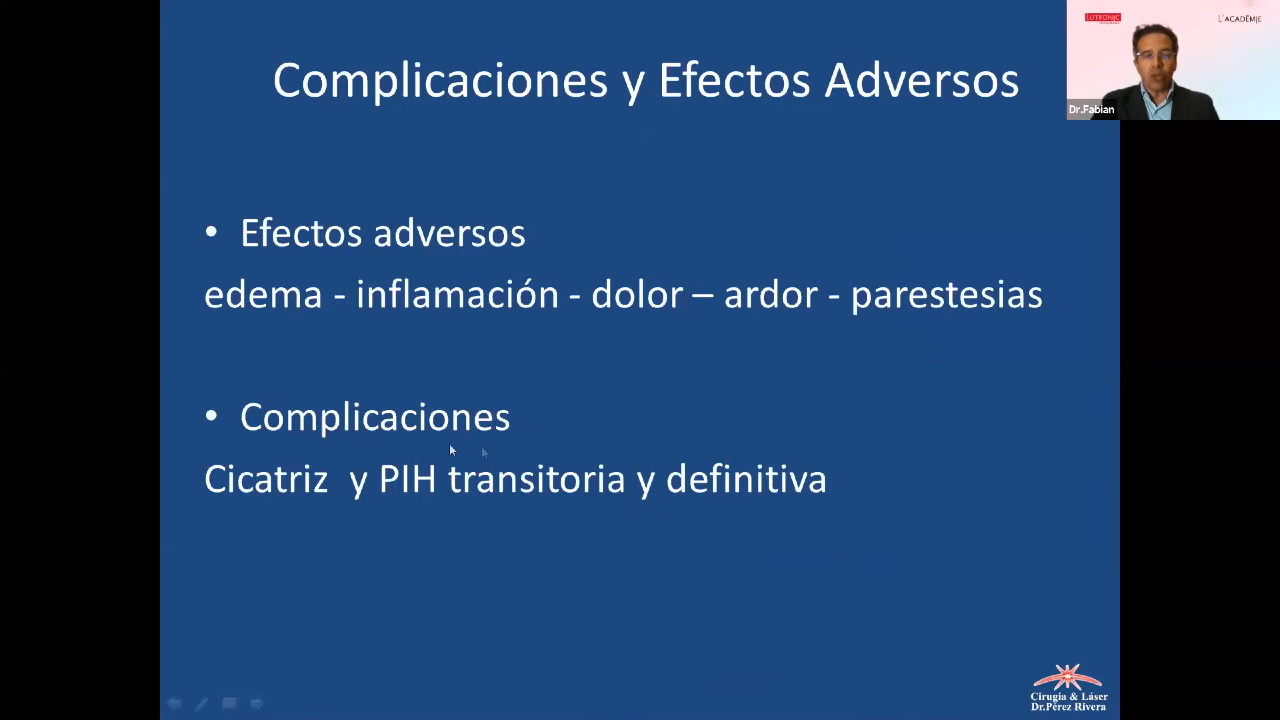 Complicaciones y Efectos Adversos
LUTRONIC
L'ACADÉMIE
Dr.Fabian
• Efectos adversos
edema - inflamación - dolor – ardor - parestesias
• Complicaciones
Cicatriz y PIH transitoria y definitiva
Cirugía & Láser
Dr.Pérez Rivera